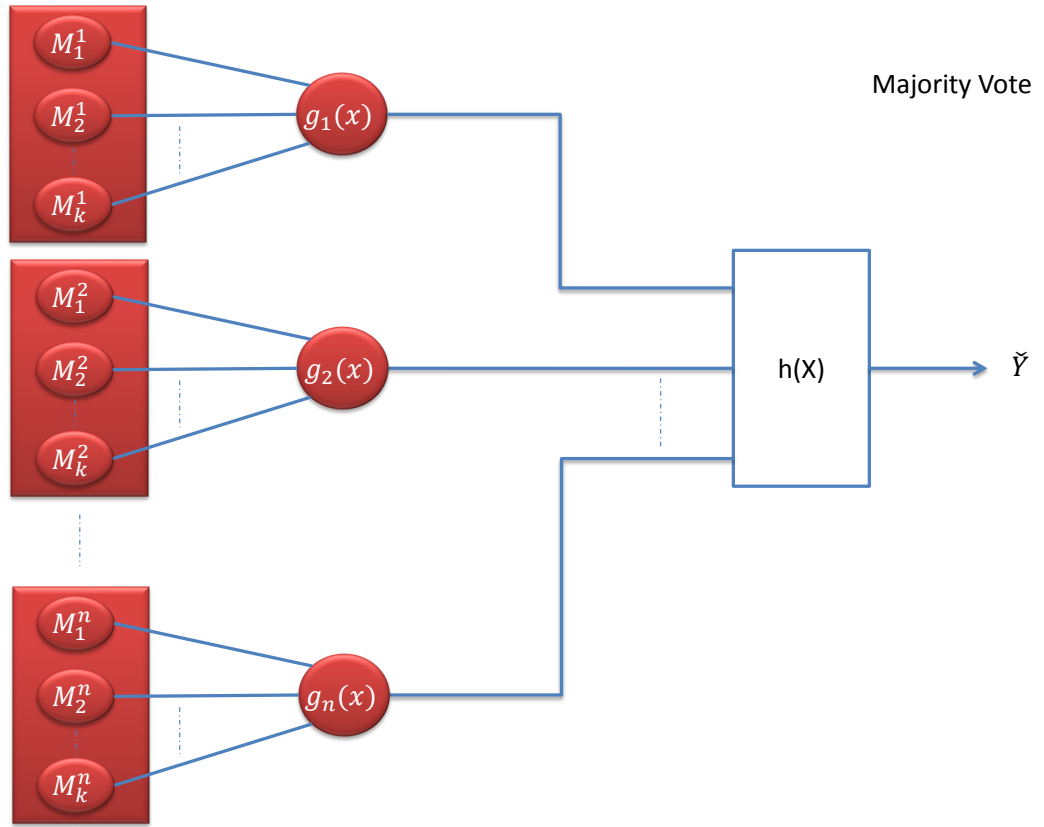 $M_1^1$
$M_2^1$
$M_k^1$
$g_1(x)$
Majority Vote
$M_1^2$
$M_2^2$
$M_k^2$
$g_2(x)$
h(X)
$\check{Y}$
$M_1^n$
$M_2^n$
$M_k^n$
$g_n(x)$